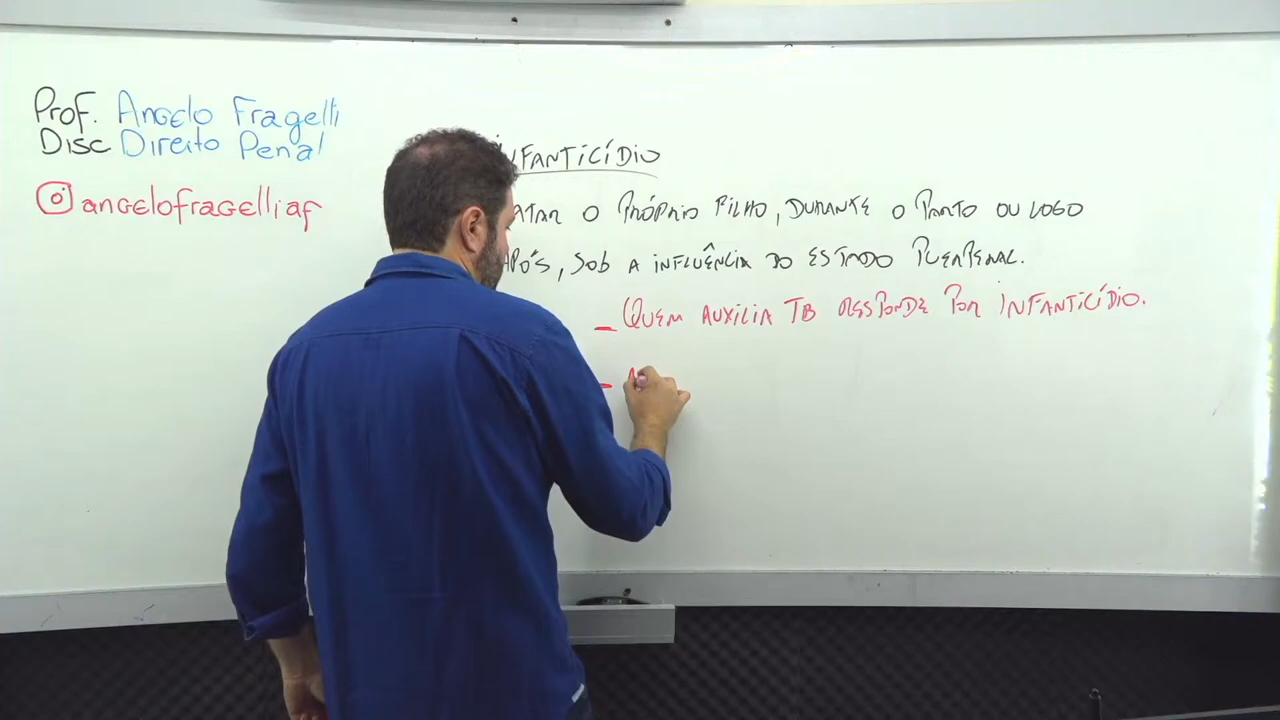 Prof. Angelo Fragelli
Disc Direito Penal
angelofragelliaf
INFANTICÍDIO
ATAR O PRÓPRIO FILHO, DURANTE O PARTO OU LOGO
APÓS, SOB A INFLUÊNCIA DO ESTADO PUERPERAL.
- QUEM AUXILIA TB RESPONDE POR INFANTICÍDIO.
-